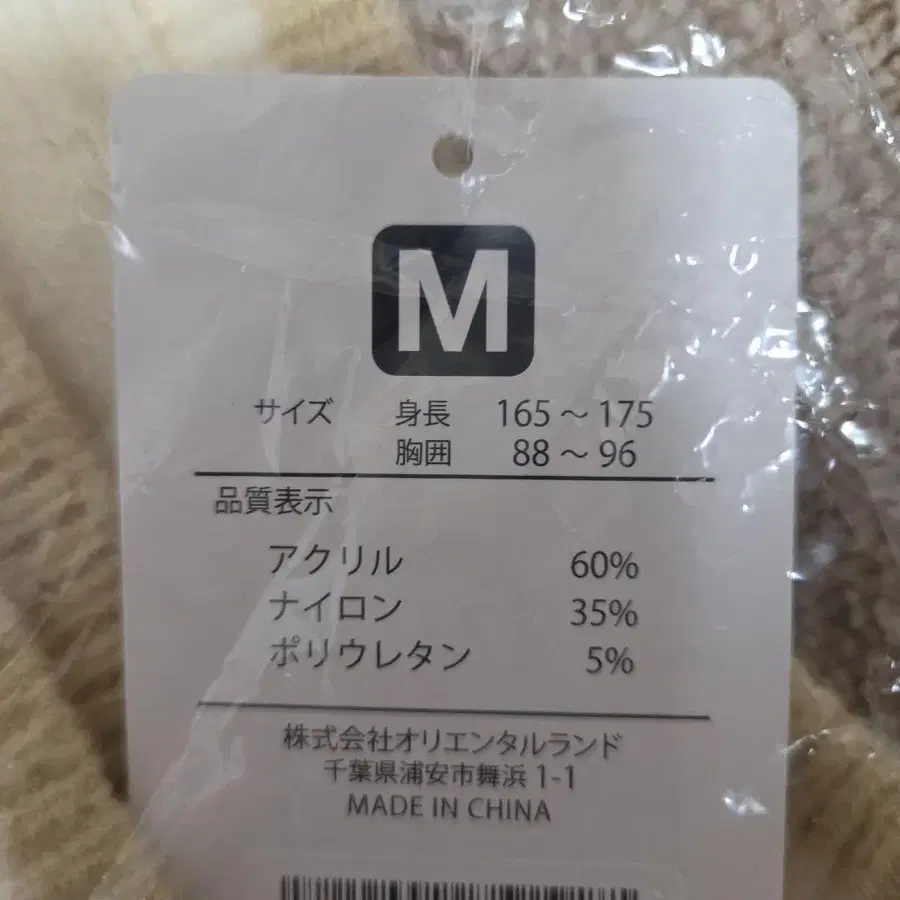 M
サイズ 身長 165～175
胸囲 88～96
品質表示
アクリル 60%
ナイロン 35%
ポリウレタン 5%
株式会社オリエンタルランド
千葉県浦安市舞浜 1-1
MADE IN CHINA